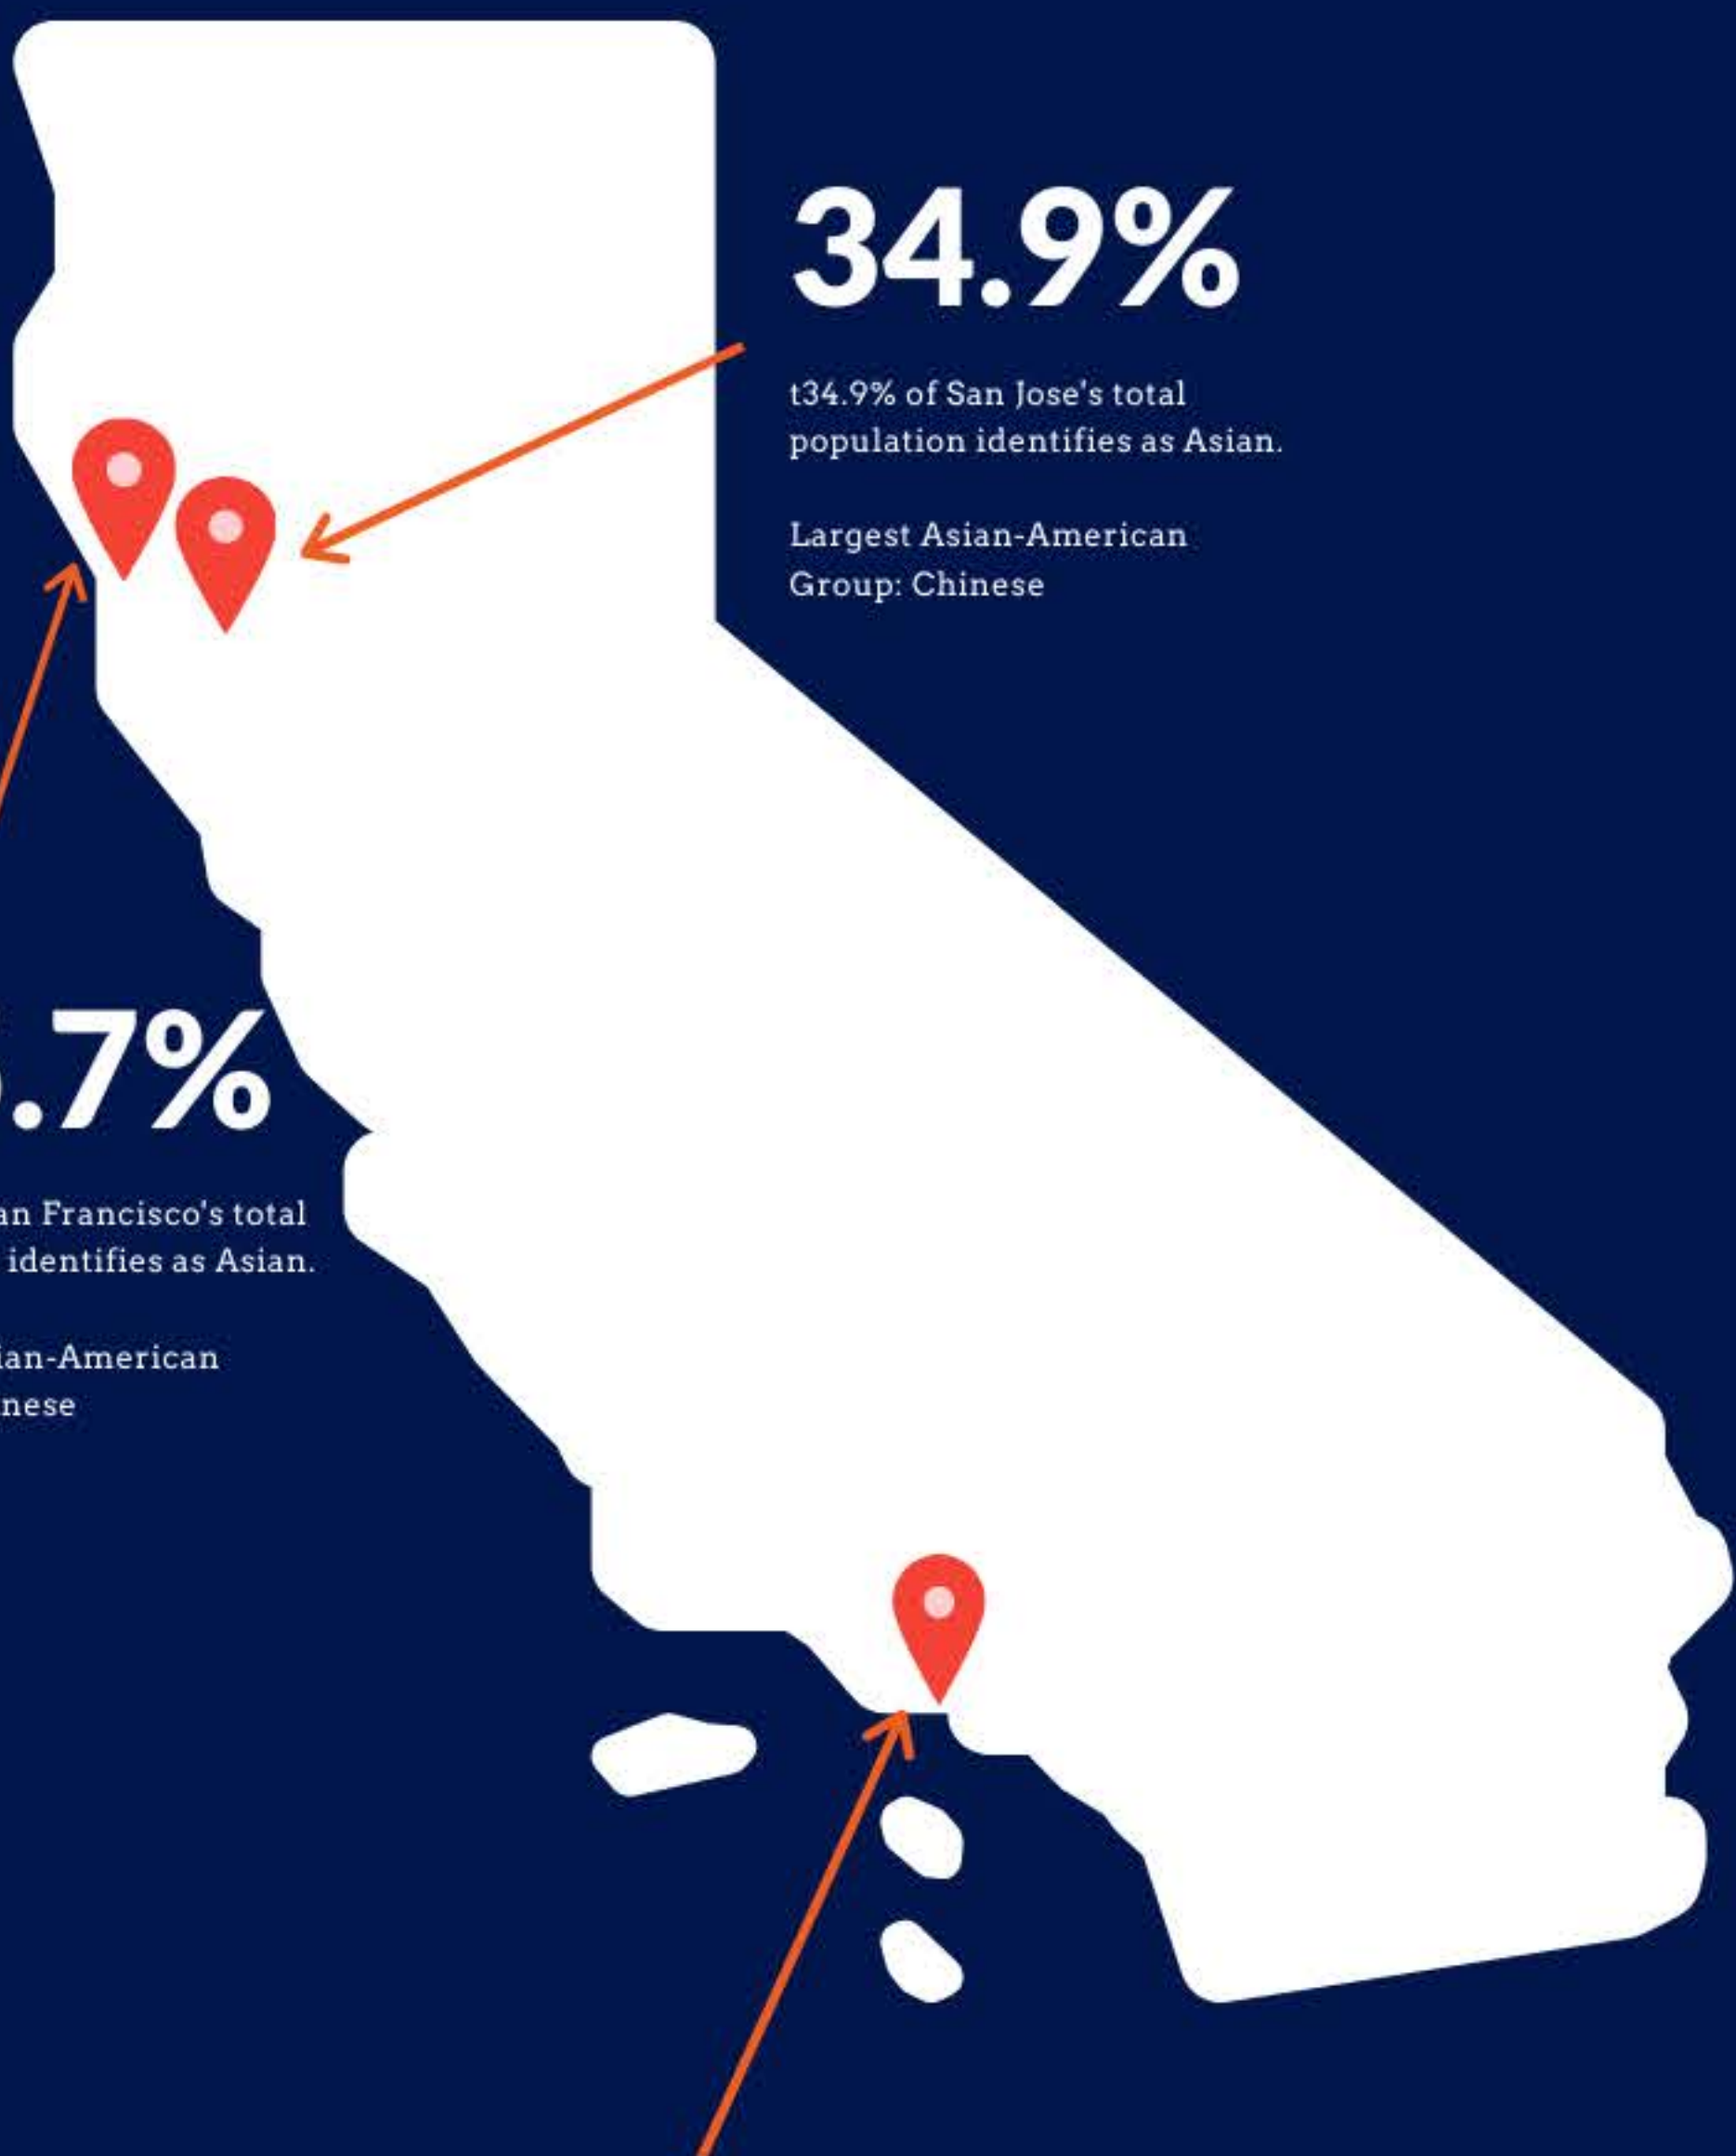 34.9%
t34.9% of San Jose's total
population identifies as Asian.
Largest Asian-American
Group: Chinese
.7%
an Francisco's total
identifies as Asian.
ian-American
nese